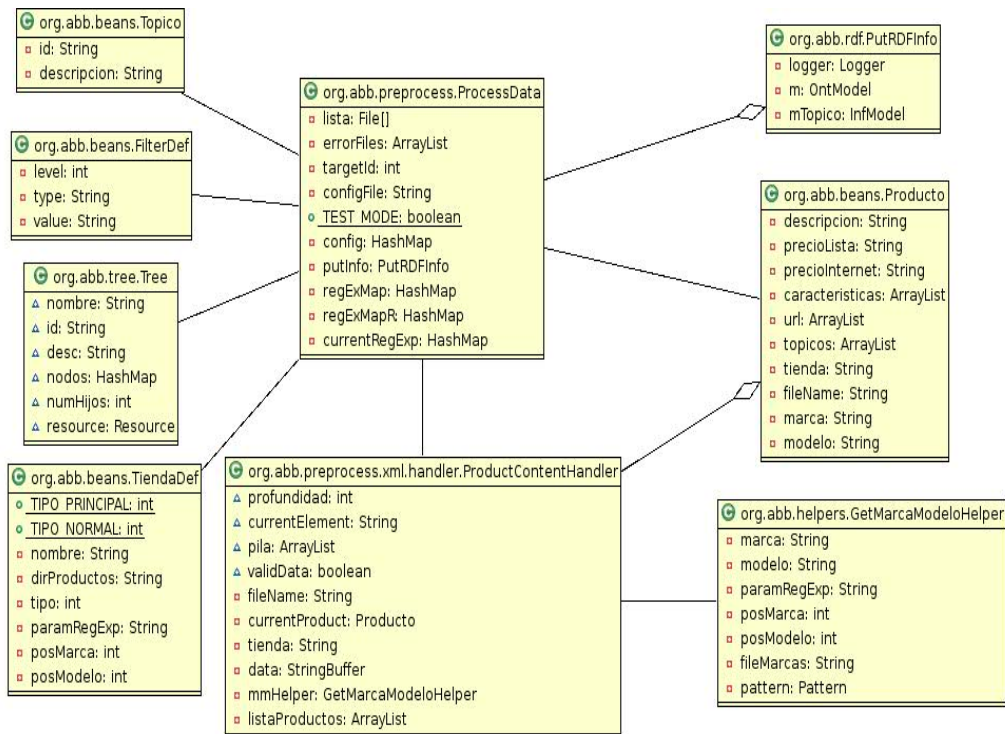 C org.abb.beans.Topico
id: String
descripcion: String
C org.abb.beans.FilterDef
level: int
type: String
value: String
C org.abb.tree.Tree
nombre: String
id: String
desc: String
nodos: HashMap
numHijos: int
resource: Resource
C org.abb.beans.TiendaDef
TIPO_PRINCIPAL: int
TIPO_NORMAL: int
nombre: String
dirProductos: String
tipo: int
paramRegExp: String
posMarca: int
posModelo: int
C org.abb.preprocess.ProcessData
lista: File[]
errorFiles: ArrayList
targetId: int
configFile: String
TEST_MODE: boolean
config: HashMap
putInfo: PutRDFInfo
regExMap: HashMap
regExMapR: HashMap
currentRegExp: HashMap
C org.abb.preprocess.xml.handler.ProductContentHandler
profundidad: int
currentElement: String
pila: ArrayList
validData: boolean
fileName: String
currentProduct: Producto
tienda: String
data: StringBuffer
mmHelper: GetMarcaModeloHelper
listaProductos: ArrayList
C org.abb.rdf.PutRDFInfo
logger: Logger
m: OntModel
mTopico: InfModel
C org.abb.beans.Producto
descripcion: String
precioLista: String
precioInternet: String
caracteristicas: ArrayList
url: ArrayList
topicos: ArrayList
tienda: String
fileName: String
marca: String
modelo: String
C org.abb.helpers.GetMarcaModeloHelper
marca: String
modelo: String
paramRegExp: String
posMarca: int
posModelo: int
fileMarcas: String
pattern: Pattern